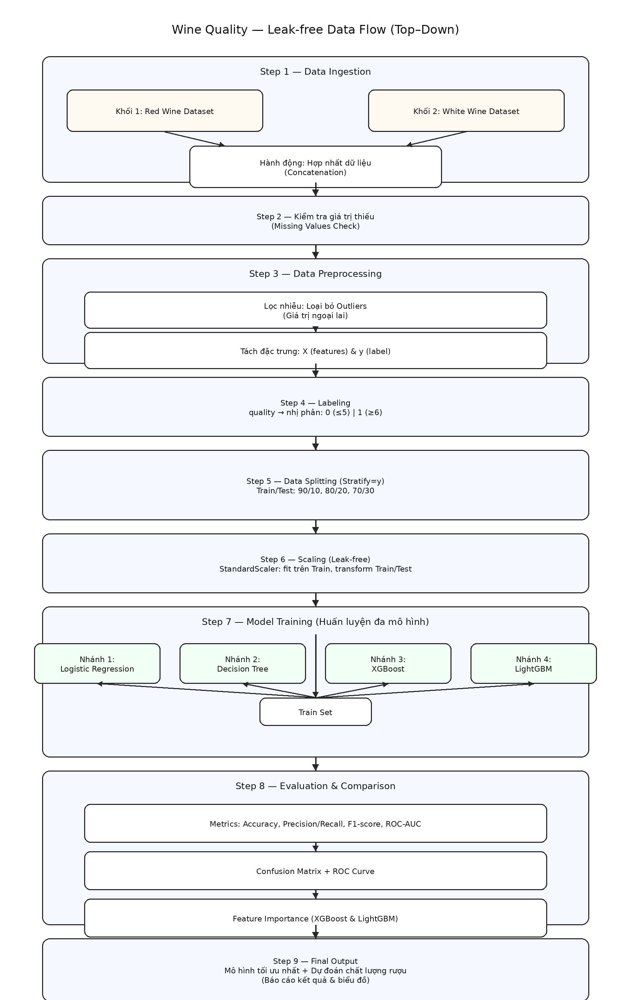 Wine Quality — Leak-free Data Flow (Top–Down)
Step 1 — Data Ingestion
Khối 1: Red Wine Dataset
Khối 2: White Wine Dataset
Hành động: Hợp nhất dữ liệu
(Concatenation)
Step 2 — Kiểm tra giá trị thiếu
(Missing Values Check)
Step 3 — Data Preprocessing
Lọc nhiễu: Loại bỏ Outliers
(Giá trị ngoại lai)
Tách đặc trưng: X (features) & y (label)
Step 4 — Labeling
quality → nhị phân: 0 (≤5) | 1 (≥6)
Step 5 — Data Splitting (Stratify=y)
Train/Test: 90/10, 80/20, 70/30
Step 6 — Scaling (Leak-free)
StandardScaler: fit trên Train, transform Train/Test
Step 7 — Model Training (Huấn luyện đa mô hình)
Nhánh 1:
Logistic Regression
Nhánh 2:
Decision Tree
Nhánh 3:
XGBoost
Nhánh 4:
LightGBM
Train Set
Step 8 — Evaluation & Comparison
Metrics: Accuracy, Precision/Recall, F1-score, ROC-AUC
Confusion Matrix + ROC Curve
Feature Importance (XGBoost & LightGBM)
Step 9 — Final Output
Mô hình tối ưu nhất + Dự đoán chất lượng rượu
(Báo cáo kết quả & biểu đồ)